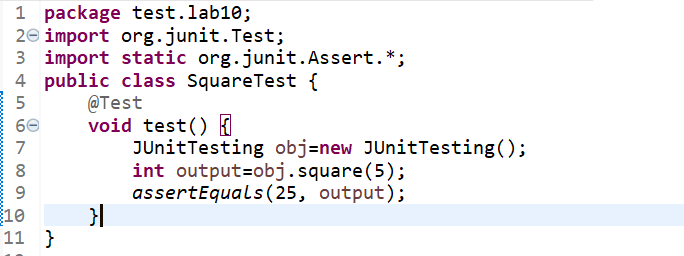 1 package test.lab10;
2 import org.junit.Test;
3 import static org.junit.Assert.*;
4 public class SquareTest {
5     @Test
6     void test() {
7         JUnitTesting obj=new JUnitTesting();
8         int output=obj.square(5);
9         assertEquals(25, output);
10     }
11 }